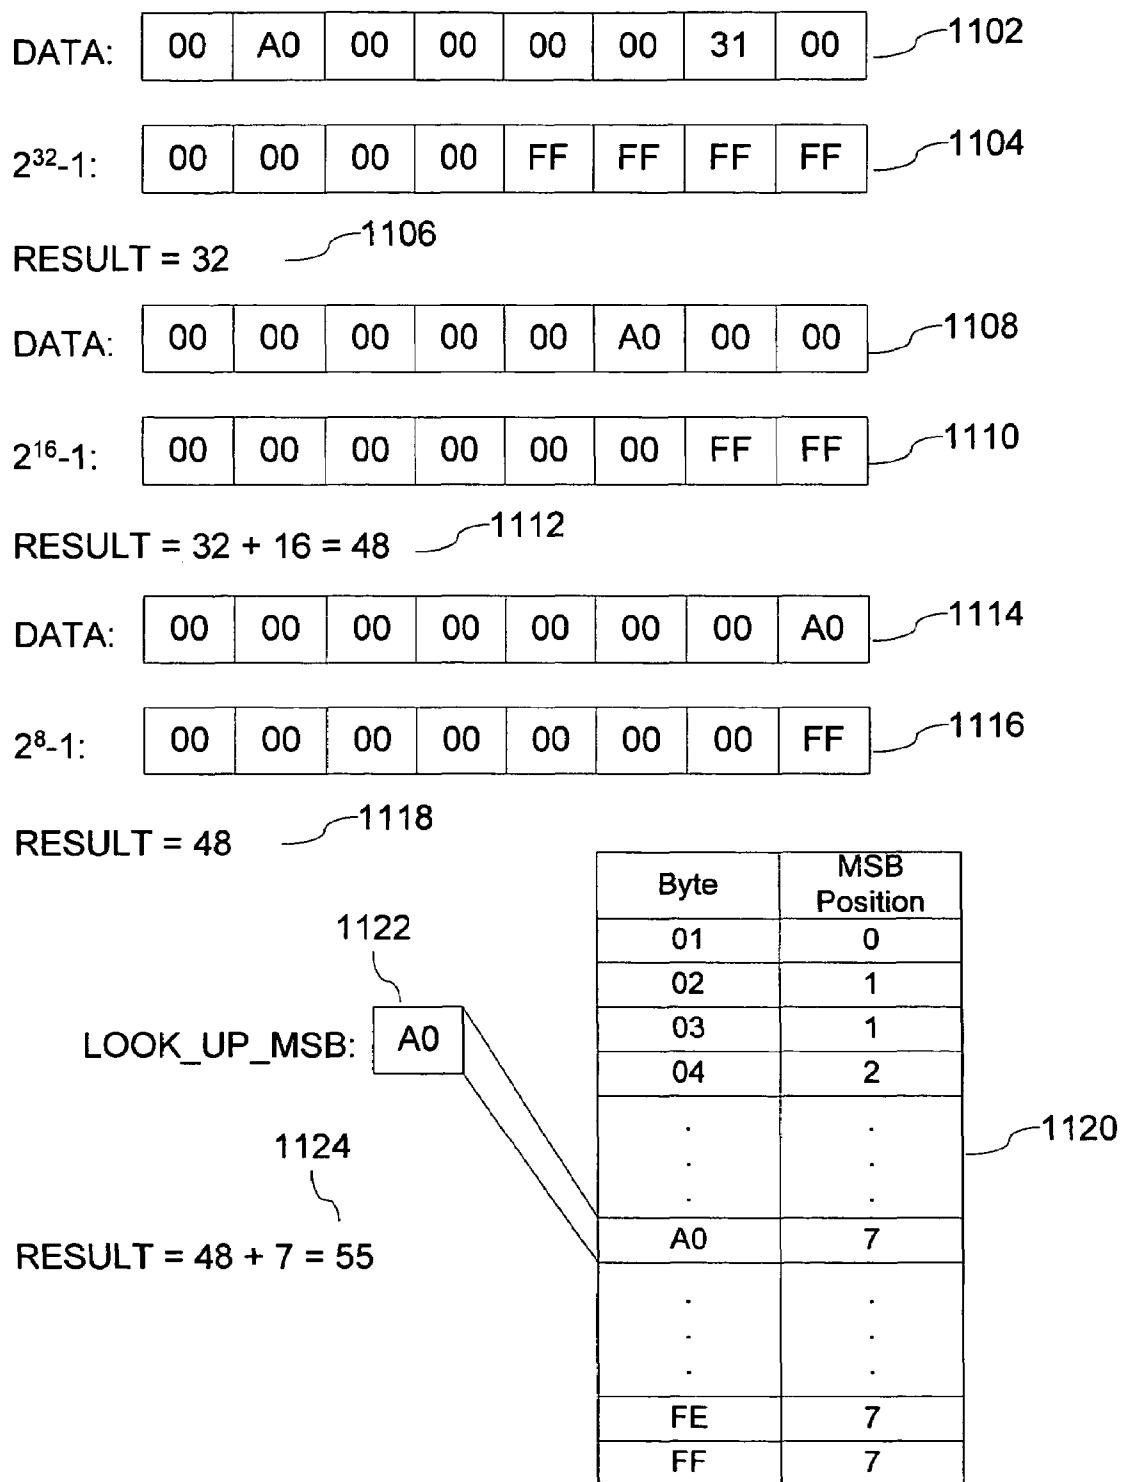 DATA: 00 A0 00 00 00 00 31 00 1102
2³²-1: 00 00 00 00 FF FF FF FF 1104
RESULT = 32 1106
DATA: 00 00 00 00 00 A0 00 00 1108
2¹⁶-1: 00 00 00 00 00 00 FF FF 1110
RESULT = 32 + 16 = 48 1112
DATA: 00 00 00 00 00 00 00 A0 1114
2⁸-1: 00 00 00 00 00 00 00 FF 1116
RESULT = 48 1118
Byte MSB
Position
01 0
02 1
03 1
04 2
. .
. .
. .
A0 7
. .
. .
. .
FE 7
FF 7
1120
1122
LOOK_UP_MSB: A0
1124
RESULT = 48 + 7 = 55